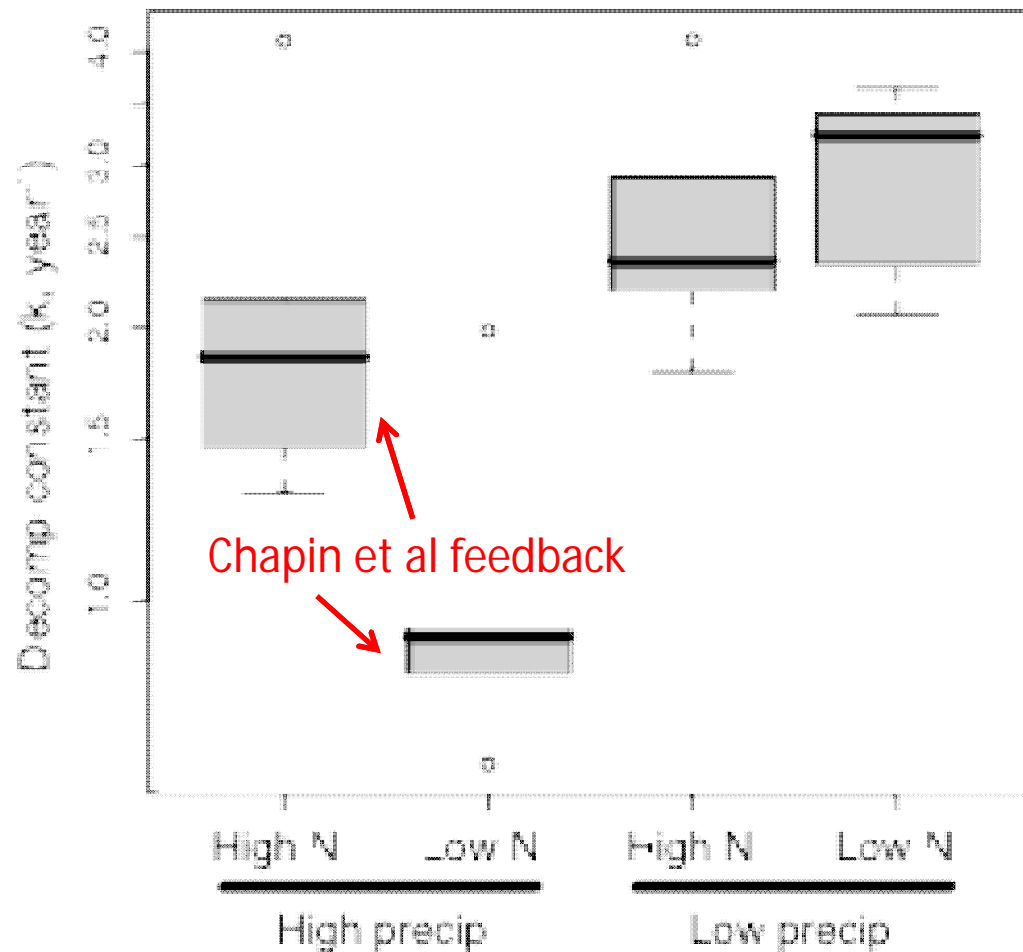 Decomp constant (k, year⁻¹)
4.0
3.0
2.5
2.0
1.5
1.0
Chapin et al feedback
High N
Low N
High N
Low N
High precip
Low precip